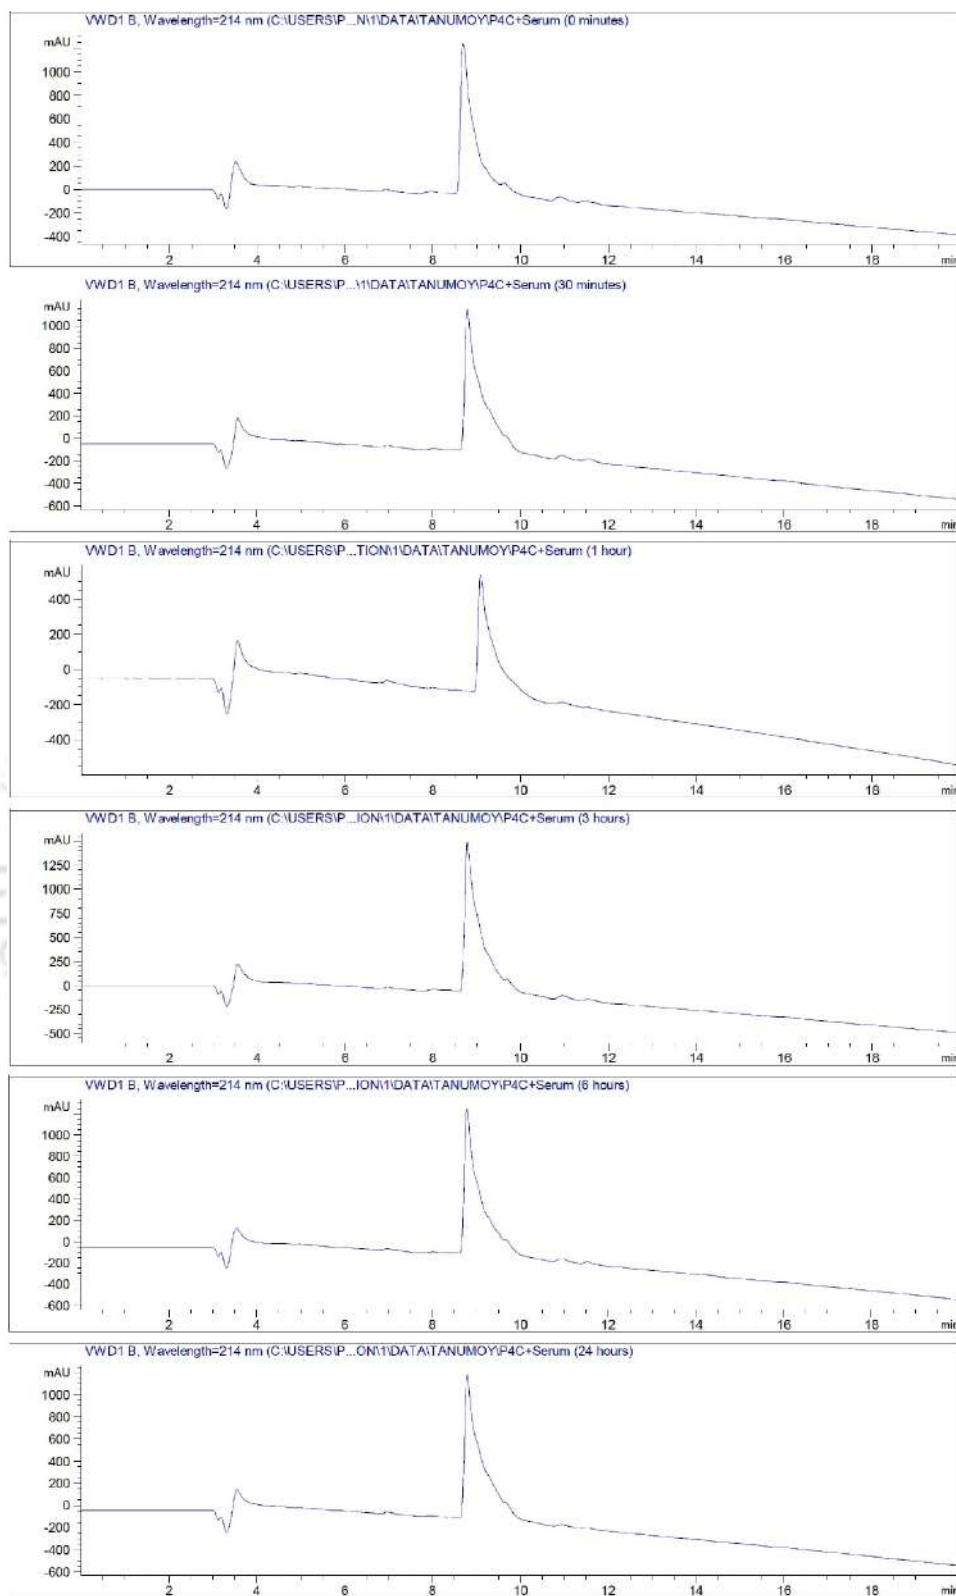 VWD1 B, Wavelength=214 nm (C:\USERS\P...N\1\DATA\TANUMOY\P4C+Serum (0 minutes)
mAU
1000
800
600
400
200
0
-200
-400
2 4 6 8 10 12 14 16 18 min
VWD1 B, Wavelength=214 nm (C:\USERS\P...\1\DATA\TANUMOY\P4C+Serum (30 minutes)
mAU
1000
800
600
400
200
0
-200
-400
-600
2 4 6 8 10 12 14 16 18 min
VWD1 B, Wavelength=214 nm (C:\USERS\P...TION\1\DATA\TANUMOY\P4C+Serum (1 hour)
mAU
400
200
0
-200
-400
2 4 6 8 10 12 14 16 18 min
VWD1 B, Wavelength=214 nm (C:\USERS\P...ION\1\DATA\TANUMOY\P4C+Serum (3 hours)
mAU
1250
1000
750
500
250
0
-250
-500
2 4 6 8 10 12 14 16 18 min
VWD1 B, Wavelength=214 nm (C:\USERS\P...ION\1\DATA\TANUMOY\P4C+Serum (6 hours)
mAU
1000
800
600
400
200
0
-200
-400
-600
2 4 6 8 10 12 14 16 18 min
VWD1 B, Wavelength=214 nm (C:\USERS\P...ON\1\DATA\TANUMOY\P4C+Serum (24 hours)
mAU
1000
800
600
400
200
0
-200
-400
-600
2 4 6 8 10 12 14 16 18 min